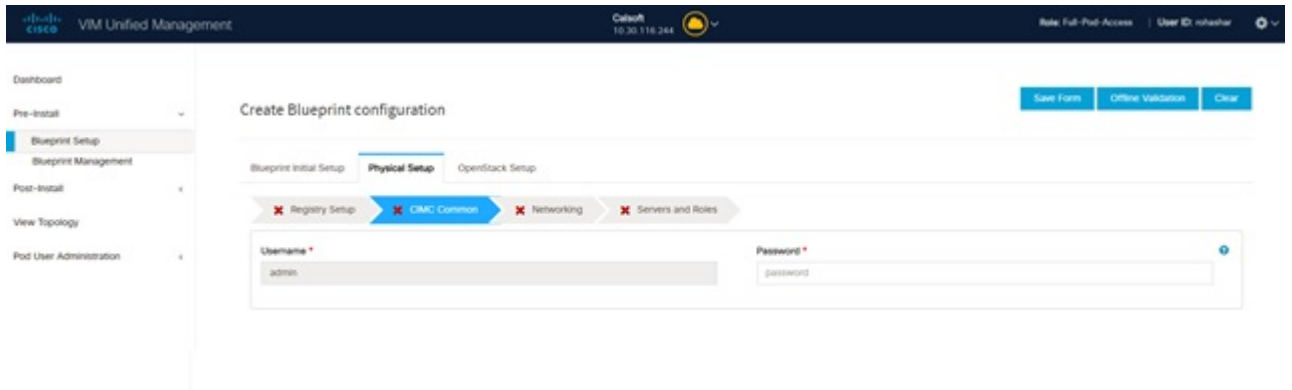 CISCO VIM Unified Management
Calsoft
10.30.116.244
Role: Full-Pod-Access | User ID: rohashar
Dashboard
Pre-Install
Blueprint Setup
Blueprint Management
Post-Install
View Topology
Pod User Administration
Create Blueprint configuration
Save Form
Offline Validation
Clear
Blueprint Initial Setup
Physical Setup
OpenStack Setup
Registry Setup
CIMC Common
Networking
Servers and Roles
Username *
admin
Password *
password